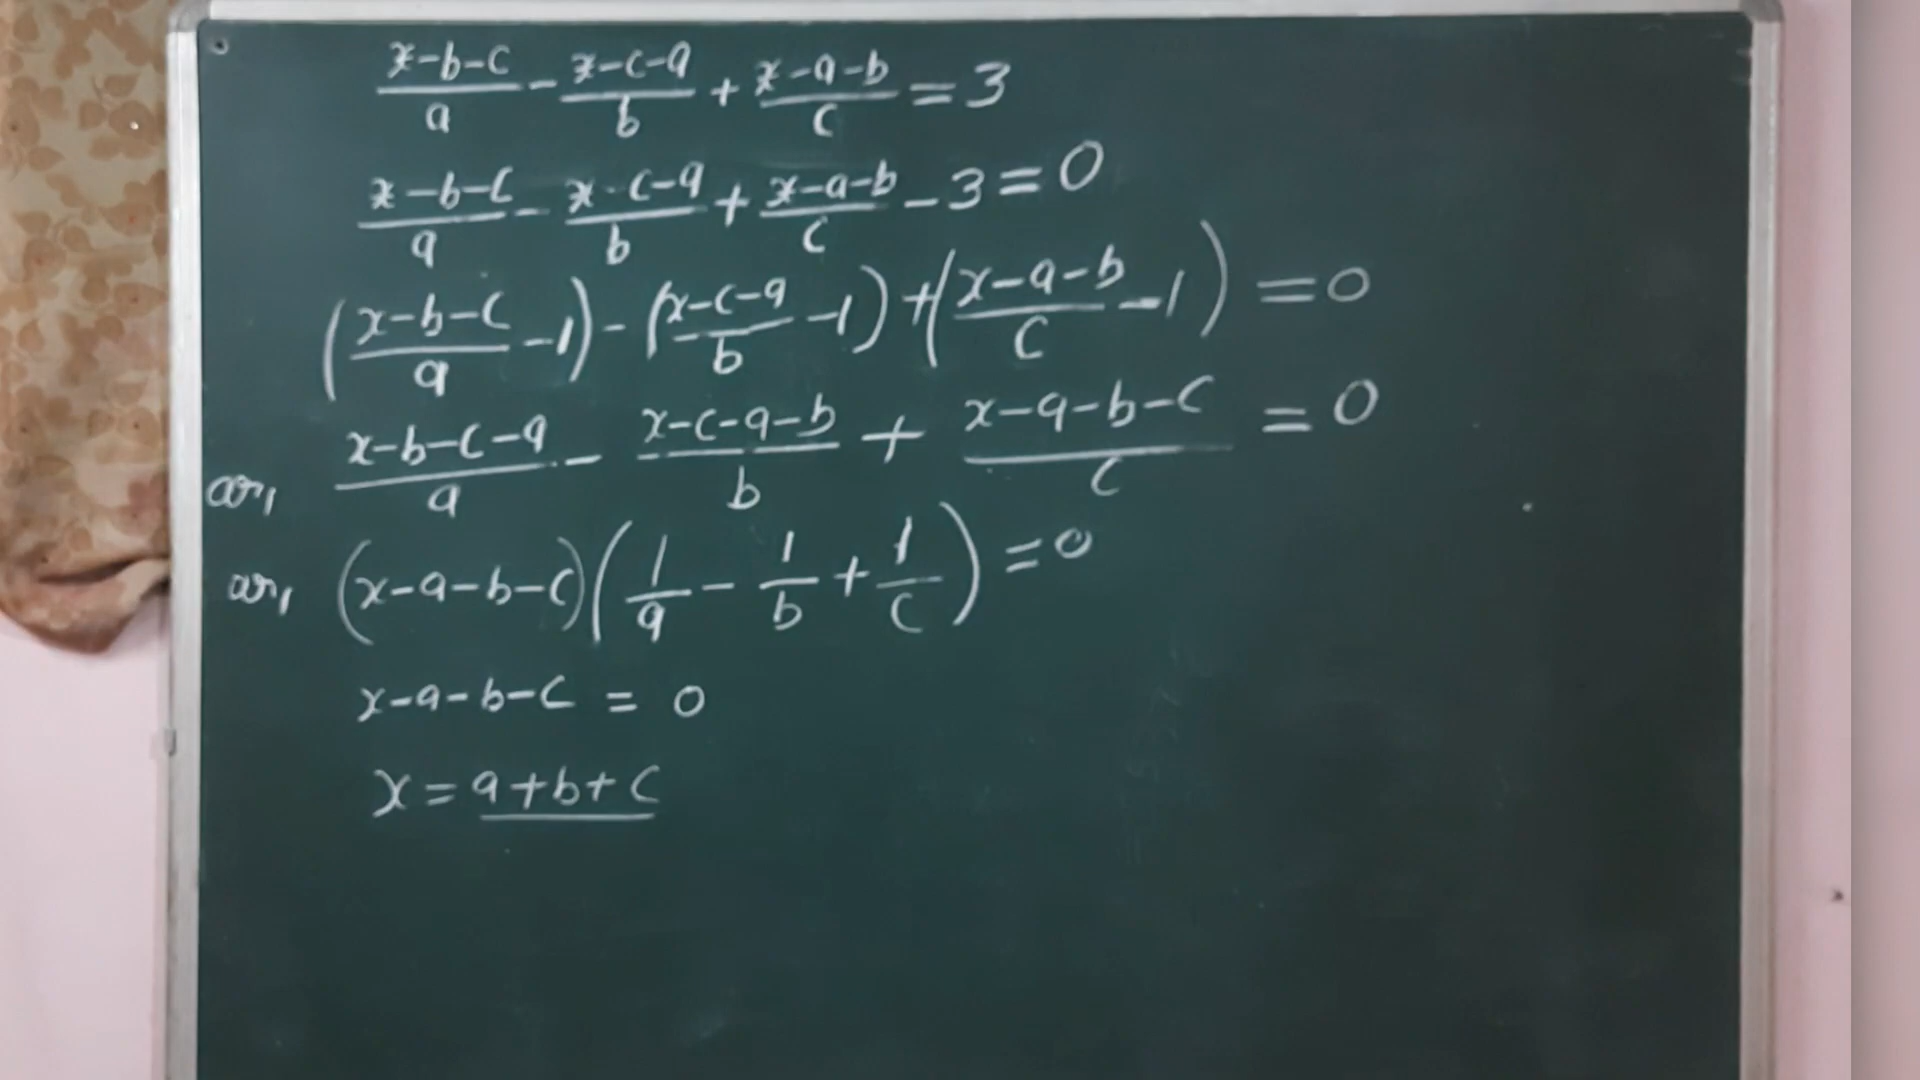 (x-b-c)/a - (x-c-a)/b + (x-a-b)/c = 3
(x-b-c)/a - (x-c-a)/b + (x-a-b)/c - 3 = 0
((x-b-c)/a - 1) - ((x-c-a)/b - 1) + ((x-a-b)/c - 1) = 0
or, (x-b-c-a)/a - (x-c-a-b)/b + (x-a-b-c)/c = 0
or, (x-a-b-c)(1/a - 1/b + 1/c) = 0
x-a-b-c = 0
x = a+b+c